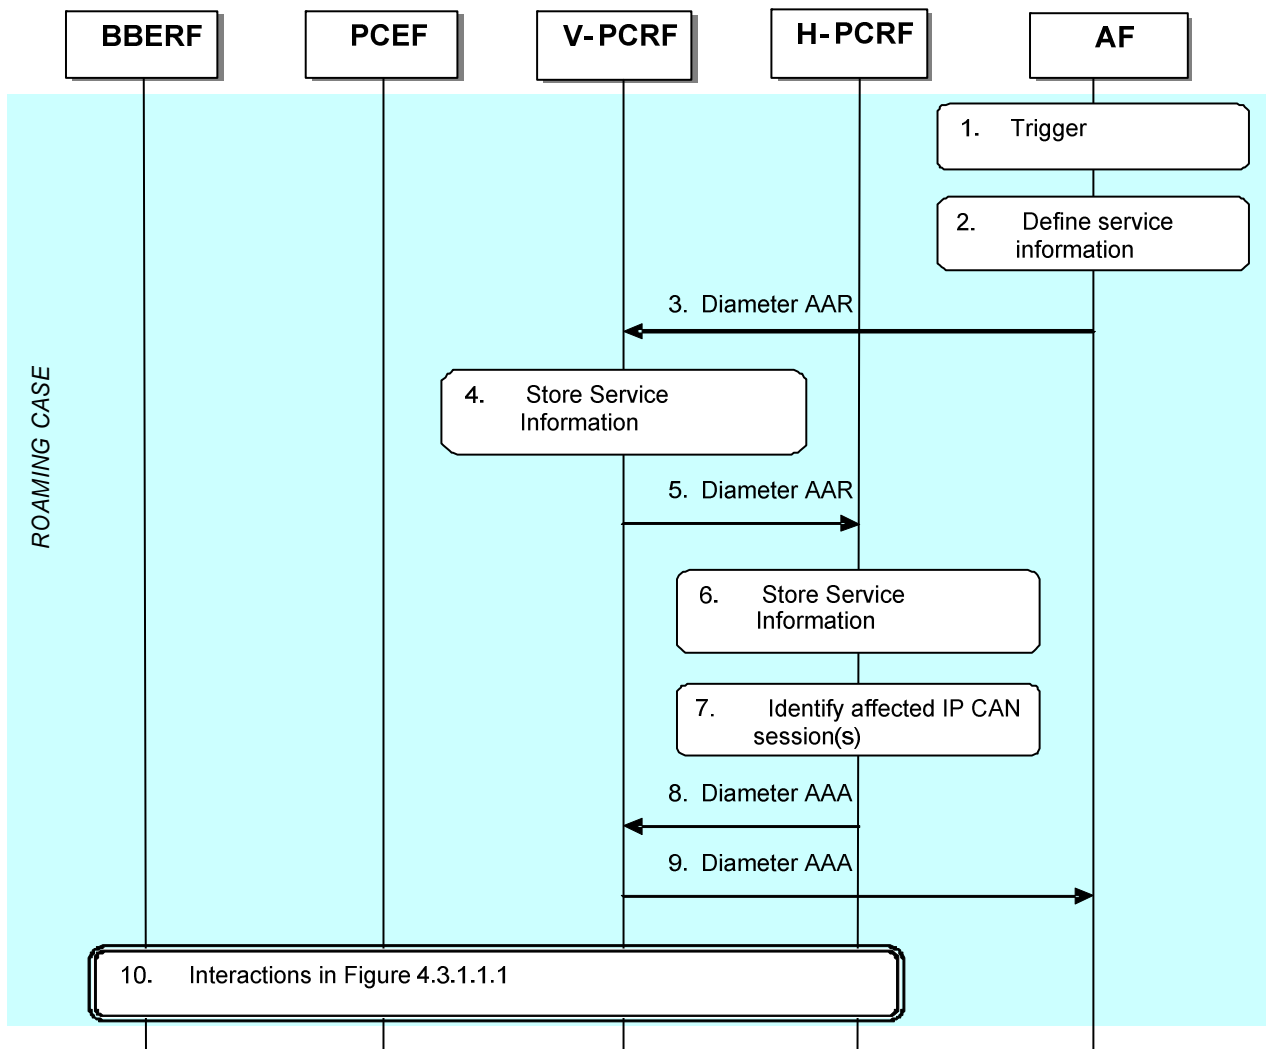 BBERF
PCEF
V-PCRF
H-PCRF
AF
1. Trigger
2. Define service
information
3. Diameter AAR
ROAMING CASE
4. Store Service
Information
5. Diameter AAR
6. Store Service
Information
7. Identify affected IP CAN
session(s)
8. Diameter AAA
9. Diameter AAA
10. Interactions in Figure 4.3.1.1.1